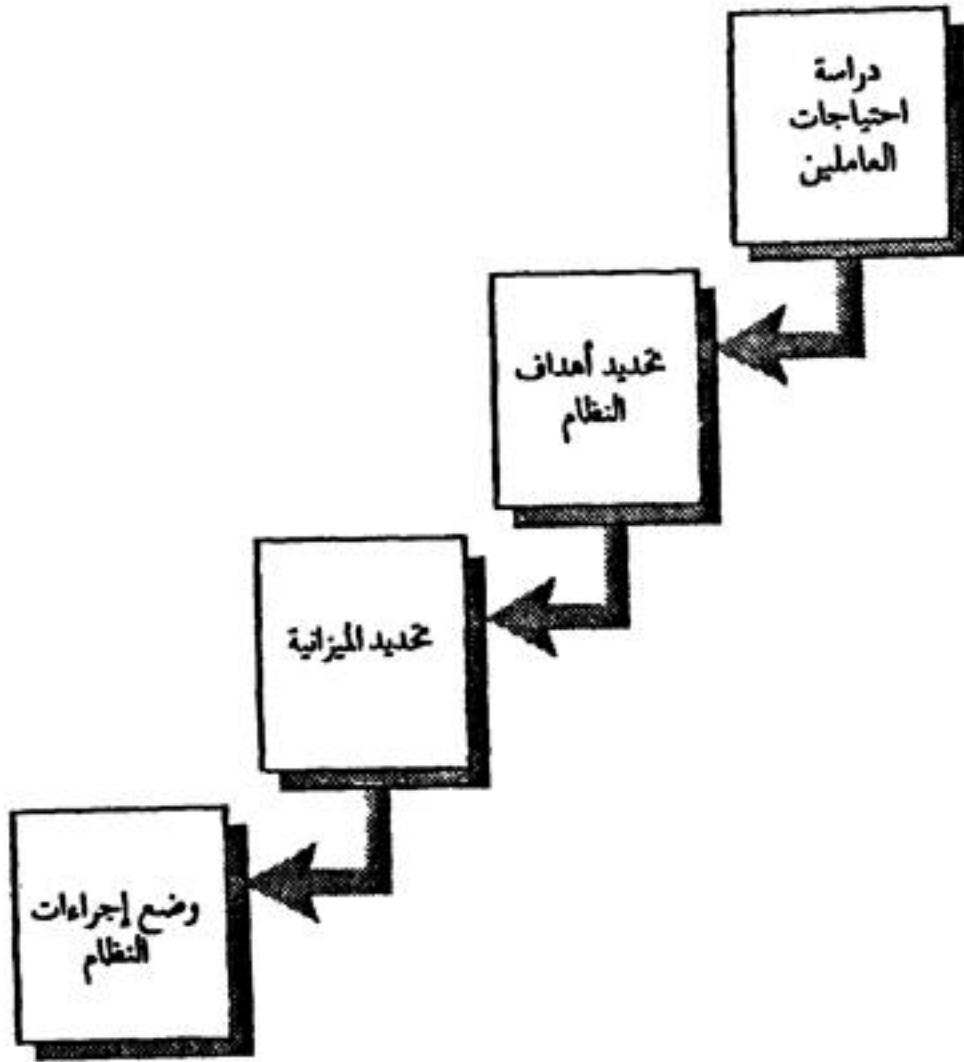 دراسة
احتياجات
العاملين
تحديد أهداف
النظام
تحديد الميزانية
وضع إجراءات
النظام